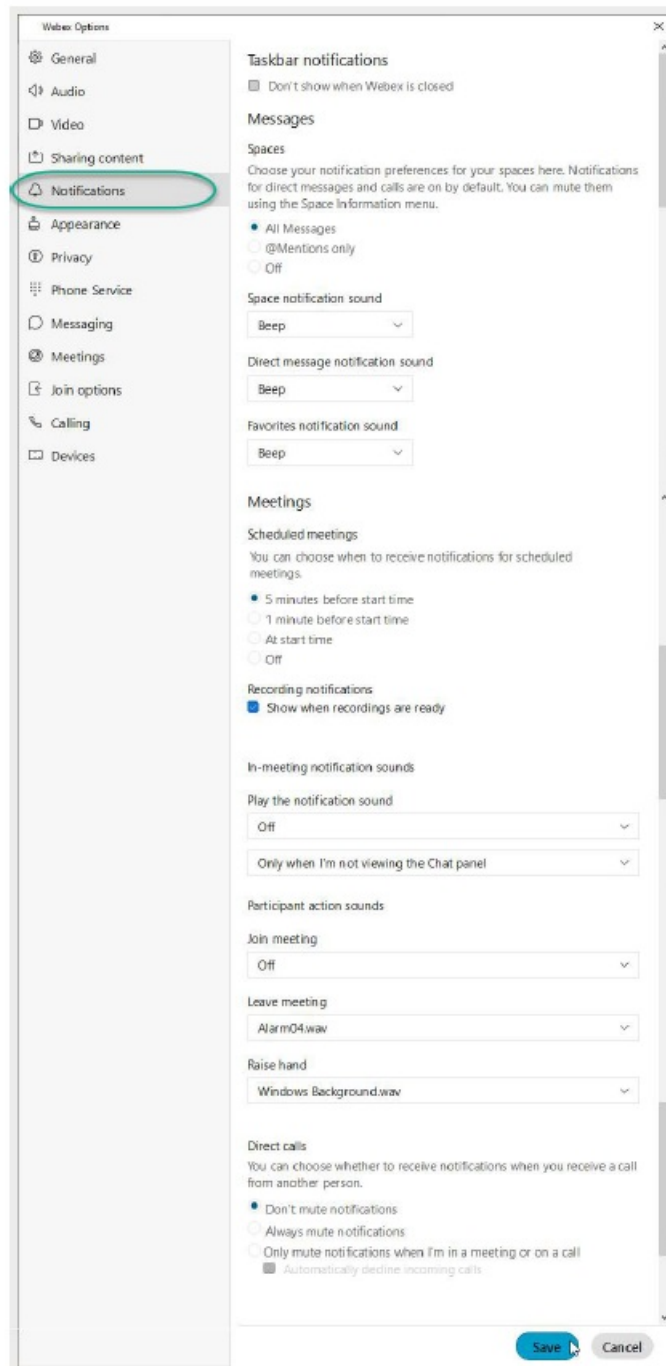 Webex Options
General
Audio
Video
Sharing content
Notifications
Appearance
Privacy
Phone Service
Messaging
Meetings
Join options
Calling
Devices
Taskbar notifications
Don't show when Webex is closed
Messages
Spaces
Choose your notification preferences for your spaces here. Notifications
for direct messages and calls are on by default. You can mute them
using the Space Information menu.
All Messages
@Mentions only
Off
Space notification sound
Beep
Direct message notification sound
Beep
Favorites notification sound
Beep
Meetings
Scheduled meetings
You can choose when to receive notifications for scheduled
meetings.
5 minutes before start time
1 minute before start time
At start time
Off
Recording notifications
Show when recordings are ready
In-meeting notification sounds
Play the notification sound
Off
Only when I'm not viewing the Chat panel
Participant action sounds
Join meeting
Off
Leave meeting
Alarm04.wav
Raise hand
Windows Background.wav
Direct calls
You can choose whether to receive notifications when you receive a call
from another person.
Don't mute notifications
Always mute notifications
Only mute notifications when I'm in a meeting or on a call
Automatically decline incoming calls
Save
Cancel